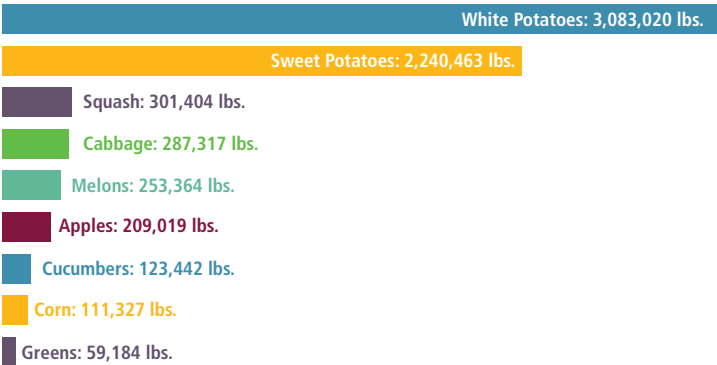 White Potatoes: 3,083,020 lbs.
Sweet Potatoes: 2,240,463 lbs.
Squash: 301,404 lbs.
Cabbage: 287,317 lbs.
Melons: 253,364 lbs.
Apples: 209,019 lbs.
Cucumbers: 123,442 lbs.
Corn: 111,327 lbs.
Greens: 59,184 lbs.